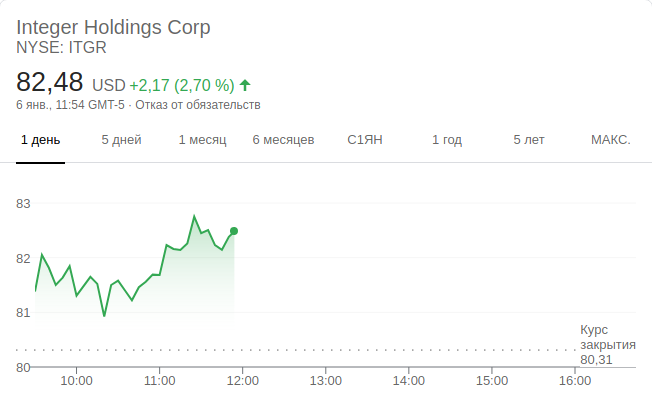 Integer Holdings Corp
NYSE: ITGR
82,48 USD +2,17 (2,70 %)
6 янв., 11:54 GMT-5 · Отказ от обязательств
1 день 5 дней 1 месяц 6 месяцев С1ЯН 1 год 5 лет МАКС.
83
82
81
Курс
закрытия
80,31
80
10:00 11:00 12:00 13:00 14:00 15:00 16:00